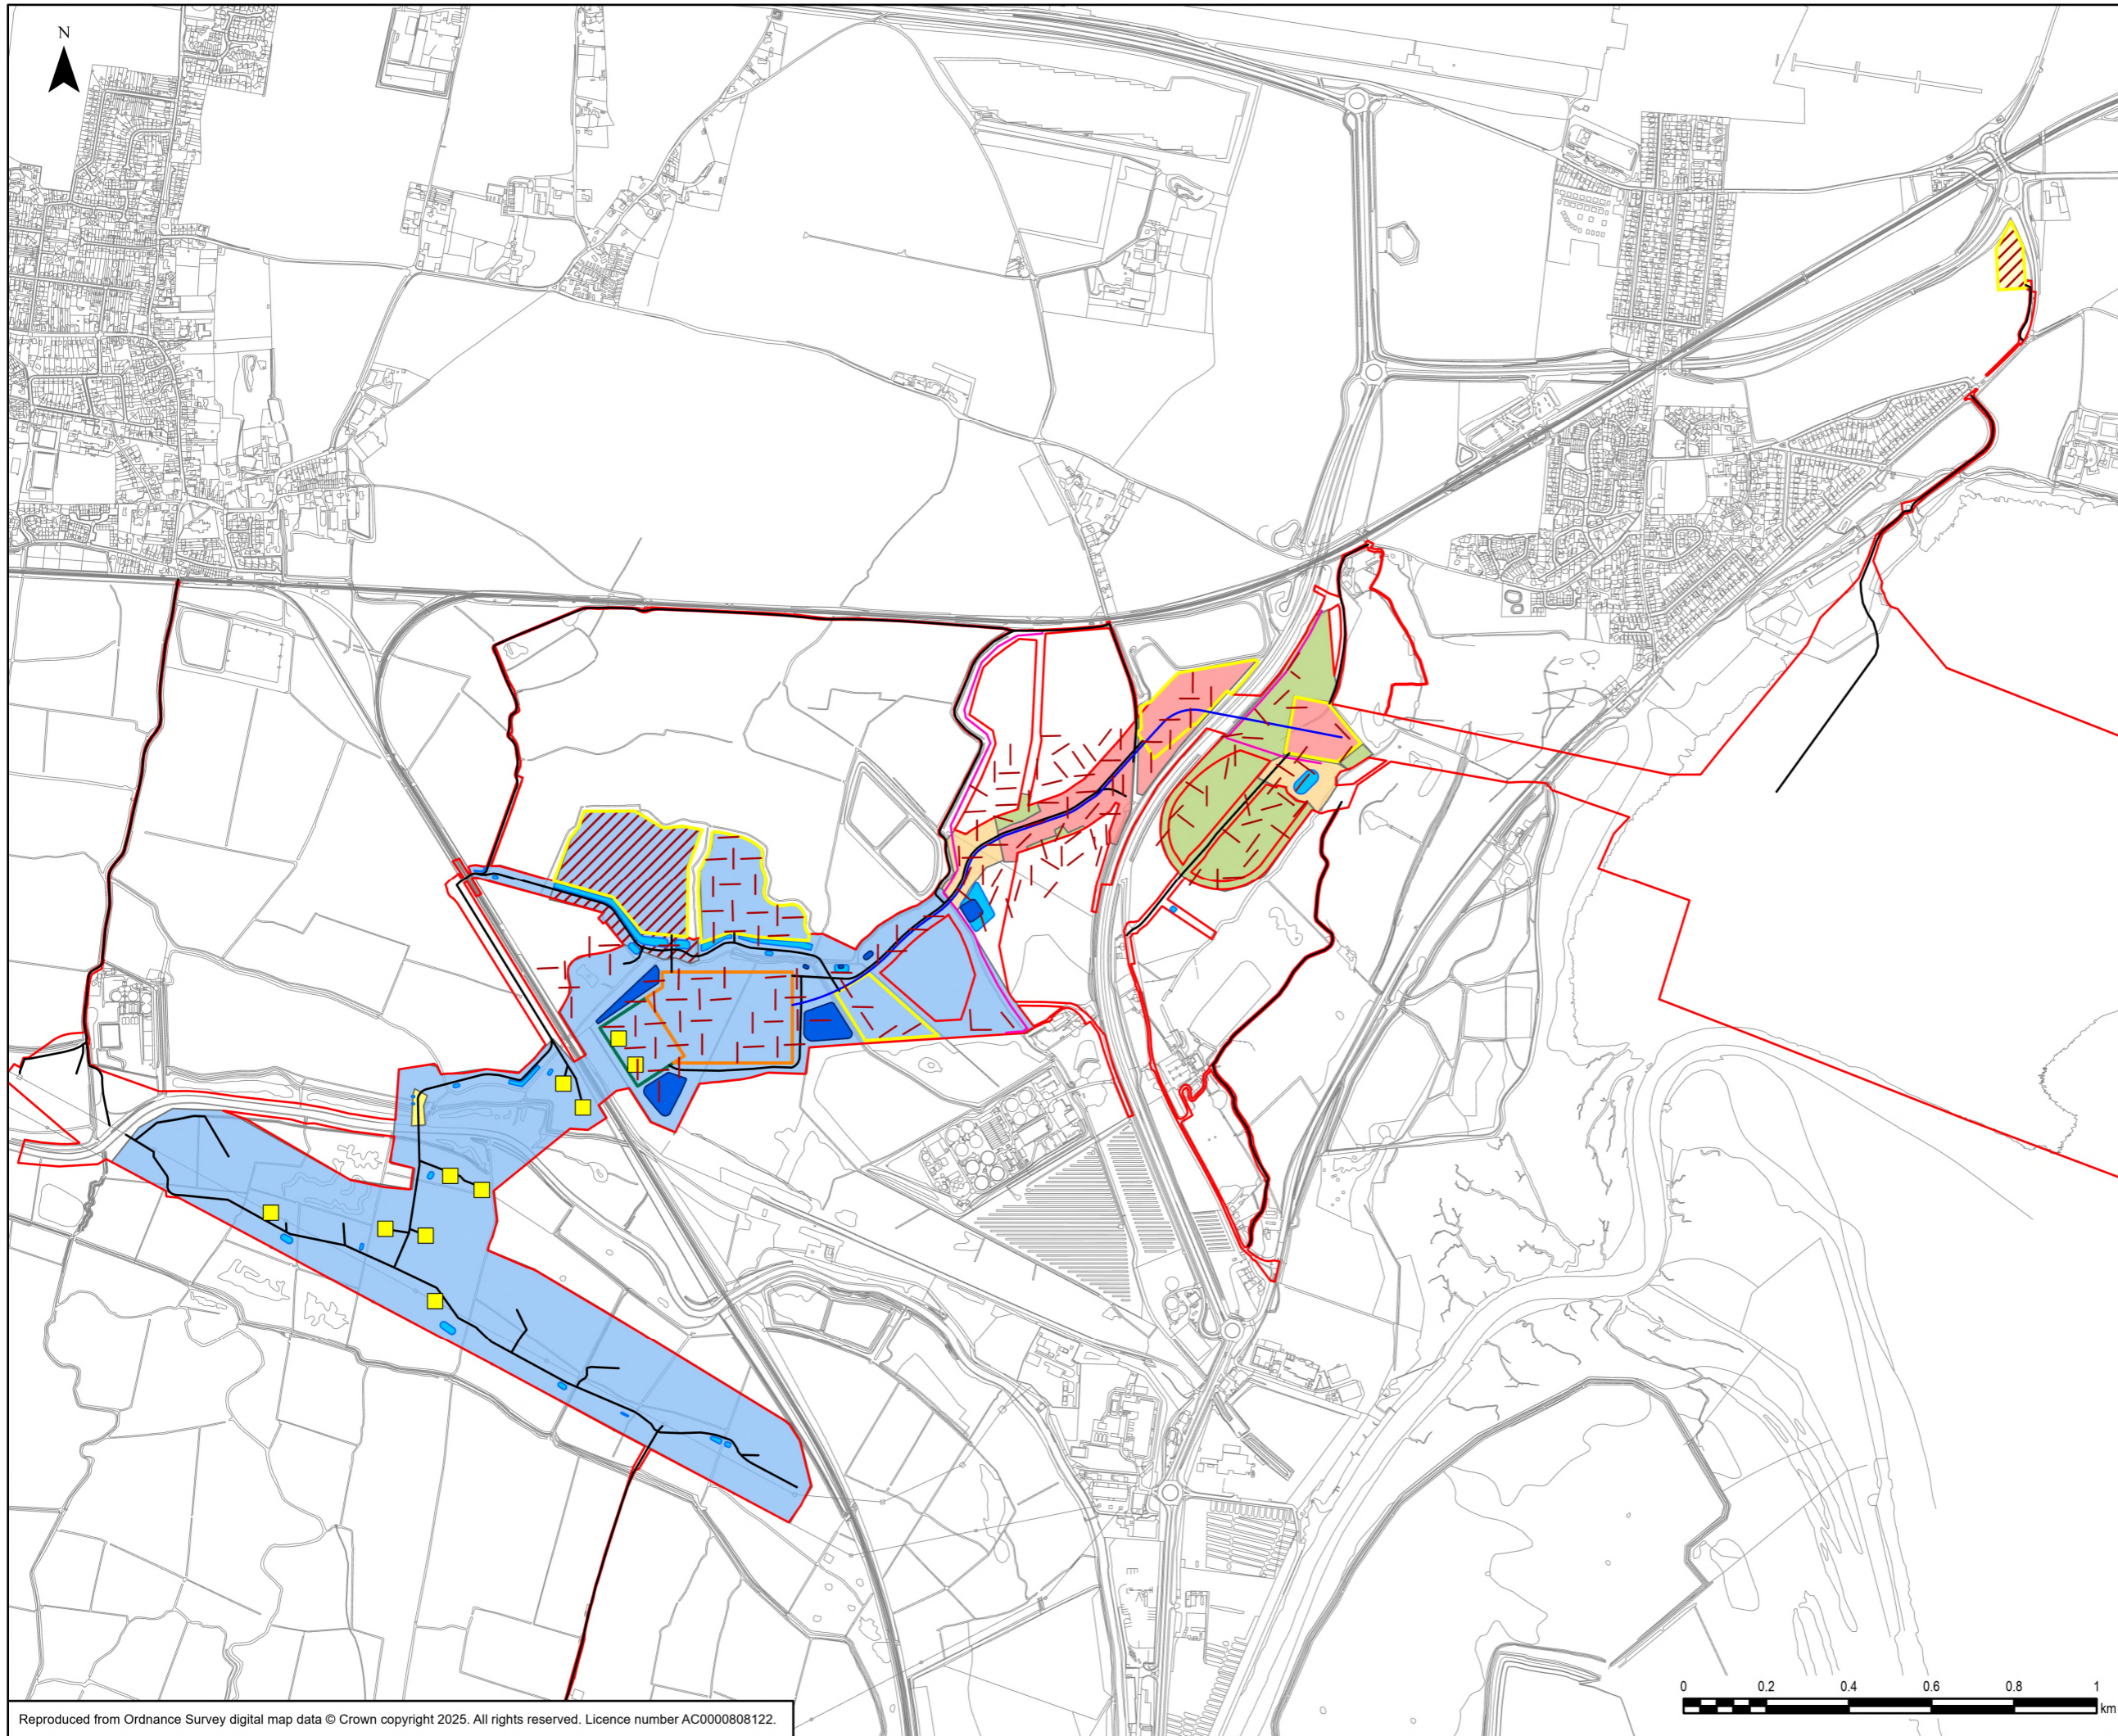 N
0 0.2 0.4 0.6 0.8 1
km
Reproduced from Ordnance Survey digital map data © Crown copyright 2025. All rights reserved. Licence number AC0000808122.